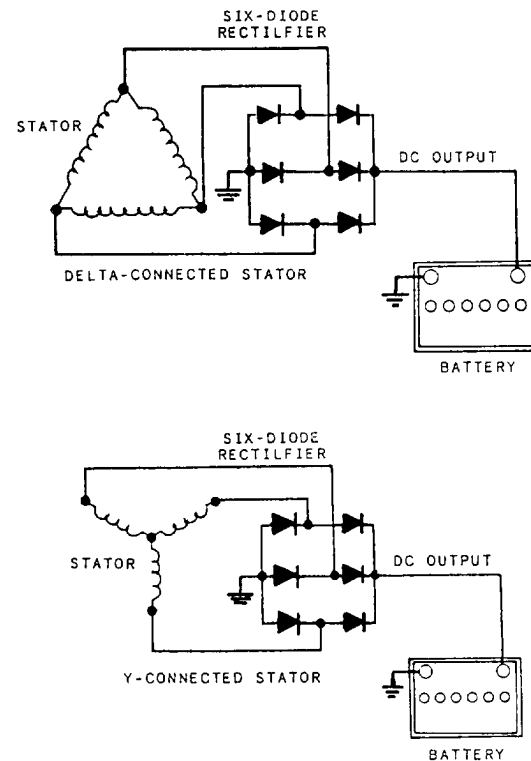 SIX-DIODE
RECTILFIER
STATOR
DC OUTPUT
DELTA-CONNECTED STATOR
BATTERY
SIX-DIODE
RECTILFIER
STATOR
DC OUTPUT
Y-CONNECTED STATOR
BATTERY